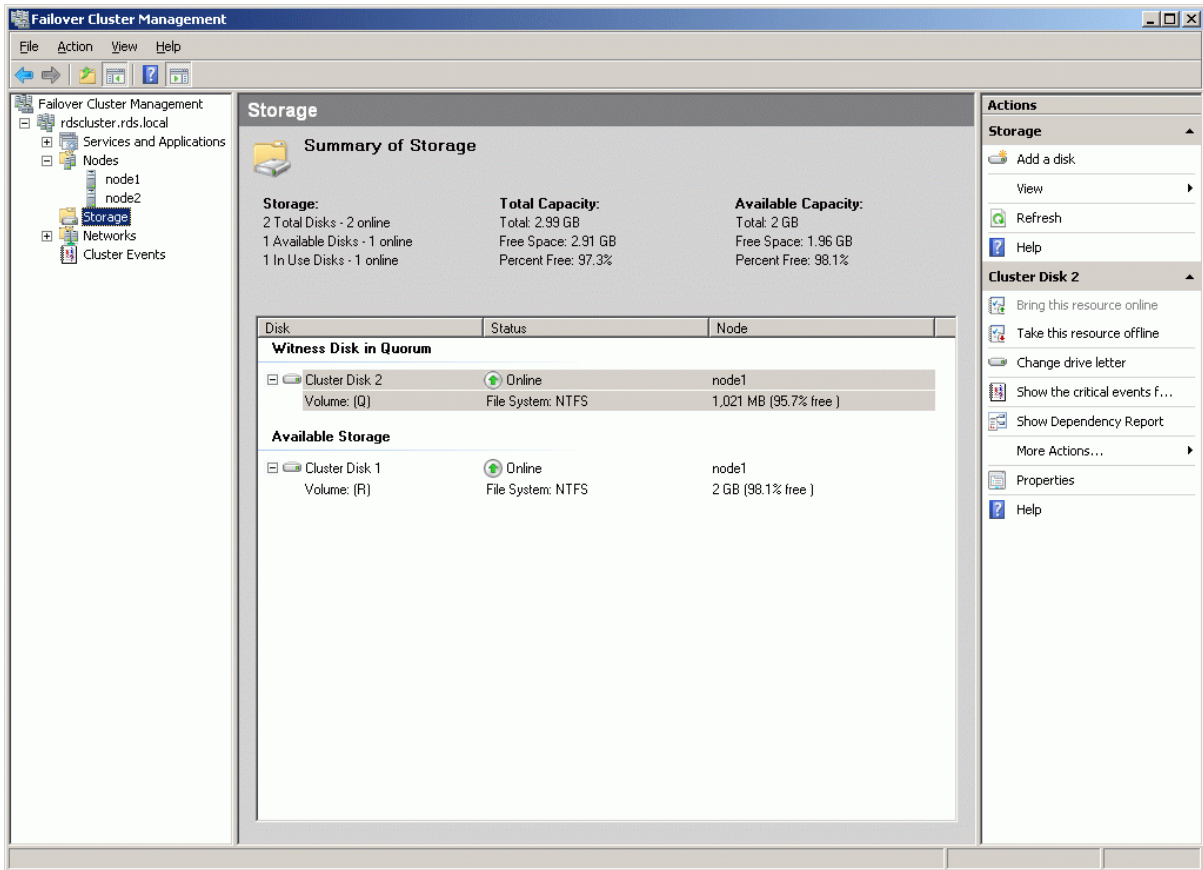 Failover Cluster Management
File Action View Help
Failover Cluster Management
rdscluster.rds.local
Services and Applications
Nodes
node1
node2
Storage
Networks
Cluster Events
Storage
Summary of Storage
Storage:
2 Total Disks - 2 online
1 Available Disks - 1 online
1 In Use Disks - 1 online
Total Capacity:
Total: 2.99 GB
Free Space: 2.91 GB
Percent Free: 97.3%
Available Capacity:
Total: 2 GB
Free Space: 1.96 GB
Percent Free: 98.1%
Disk Status Node
Witness Disk in Quorum
Cluster Disk 2 Online node1
Volume: (Q) File System: NTFS 1,021 MB (95.7% free )
Available Storage
Cluster Disk 1 Online node1
Volume: (R) File System: NTFS 2 GB (98.1% free )
Actions
Storage
Add a disk
View
Refresh
Help
Cluster Disk 2
Bring this resource online
Take this resource offline
Change drive letter
Show the critical events f...
Show Dependency Report
More Actions...
Properties
Help